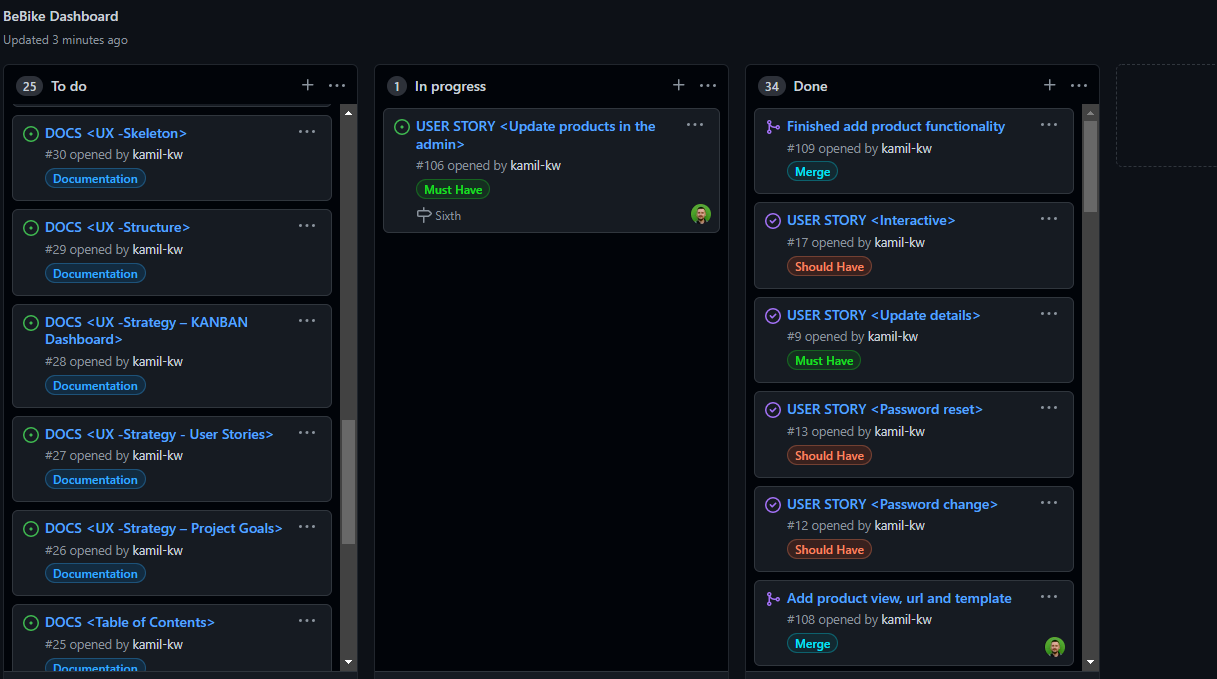 BeBike Dashboard
Updated 3 minutes ago
25 To do
DOCS <UX -Skeleton>
#30 opened by kamil-kw
Documentation
DOCS <UX -Structure>
#29 opened by kamil-kw
Documentation
DOCS <UX -Strategy – KANBAN
Dashboard>
#28 opened by kamil-kw
Documentation
DOCS <UX -Strategy - User Stories>
#27 opened by kamil-kw
Documentation
DOCS <UX -Strategy – Project Goals>
#26 opened by kamil-kw
Documentation
DOCS <Table of Contents>
#25 opened by kamil-kw
Documentation
1 In progress
USER STORY <Update products in the
admin>
#106 opened by kamil-kw
Must Have
Sixth
34 Done
Finished add product functionality
#109 opened by kamil-kw
Merge
USER STORY <Interactive>
#17 opened by kamil-kw
Should Have
USER STORY <Update details>
#9 opened by kamil-kw
Must Have
USER STORY <Password reset>
#13 opened by kamil-kw
Should Have
USER STORY <Password change>
#12 opened by kamil-kw
Should Have
Add product view, url and template
#108 opened by kamil-kw
Merge